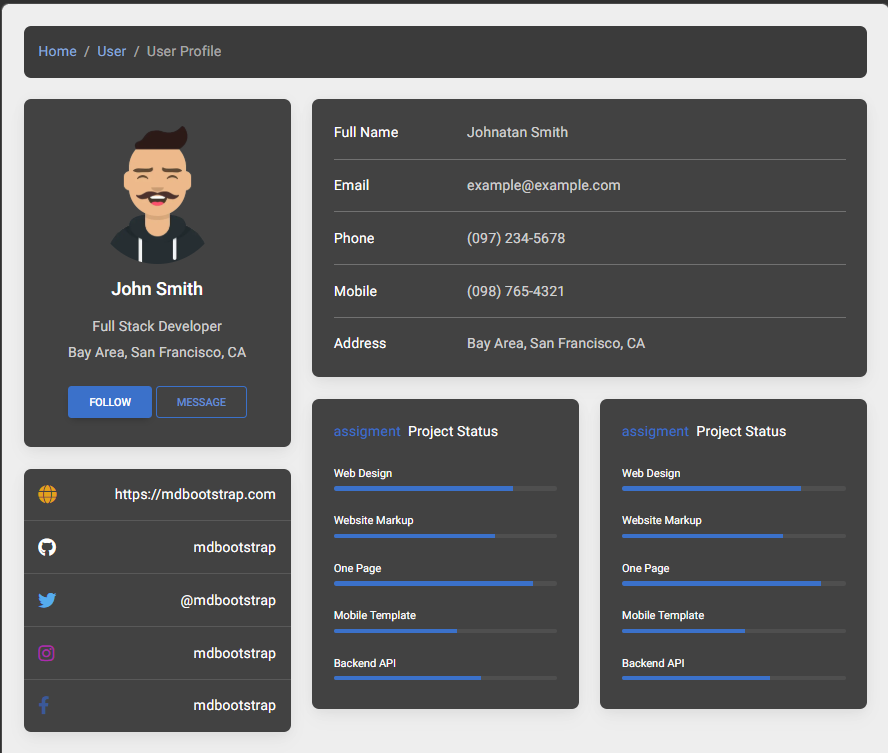 Home / User / User Profile
John Smith
Full Stack Developer
Bay Area, San Francisco, CA
FOLLOW MESSAGE
https://mdbootstrap.com
mdbootstrap
@mdbootstrap
mdbootstrap
mdbootstrap
Full Name Johnatan Smith
Email example@example.com
Phone (097) 234-5678
Mobile (098) 765-4321
Address Bay Area, San Francisco, CA
assigment Project Status
Web Design
Website Markup
One Page
Mobile Template
Backend API
assigment Project Status
Web Design
Website Markup
One Page
Mobile Template
Backend API